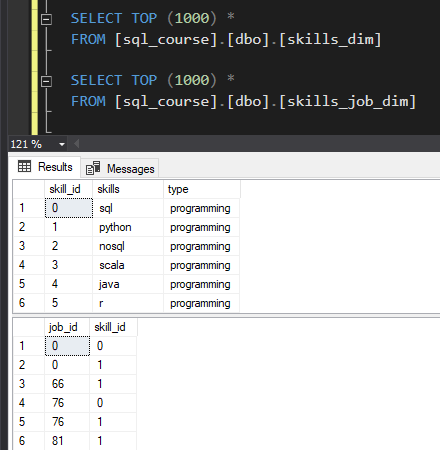 SELECT TOP (1000) *
FROM [sql_course].[dbo].[skills_dim]
SELECT TOP (1000) *
FROM [sql_course].[dbo].[skills_job_dim]
121 %
Results Messages
skill_id skills type
1 0 sql programming
2 1 python programming
3 2 nosql programming
4 3 scala programming
5 4 java programming
6 5 r programming
job_id skill_id
1 0 0
2 0 1
3 66 1
4 76 0
5 76 1
6 81 1